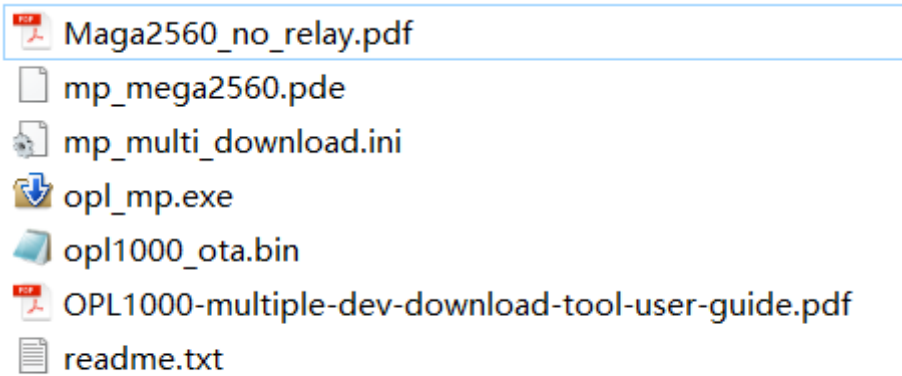 Maga2560_no_relay.pdf
mp_mega2560.pde
mp_multi_download.ini
opl_mp.exe
opl1000_ota.bin
OPL1000-multiple-dev-download-tool-user-guide.pdf
readme.txt